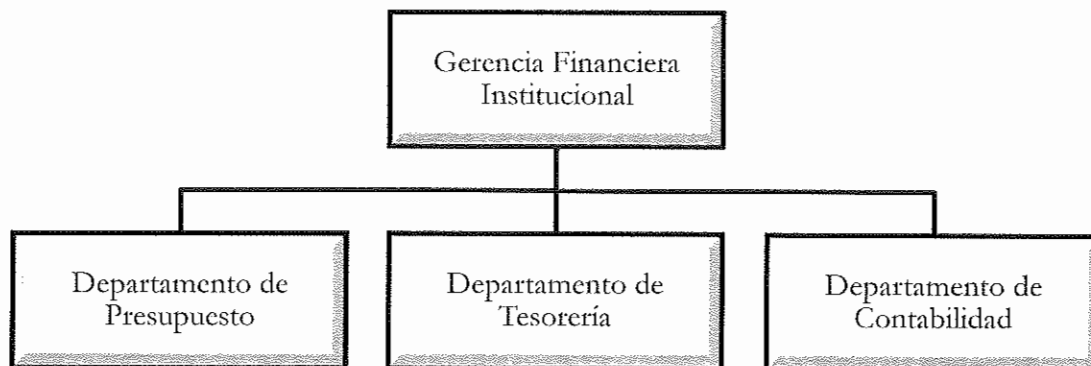 Gerencia Financiera
Institucional
Departamento de
Presupuesto
Departamento de
Tesorería
Departamento de
Contabilidad